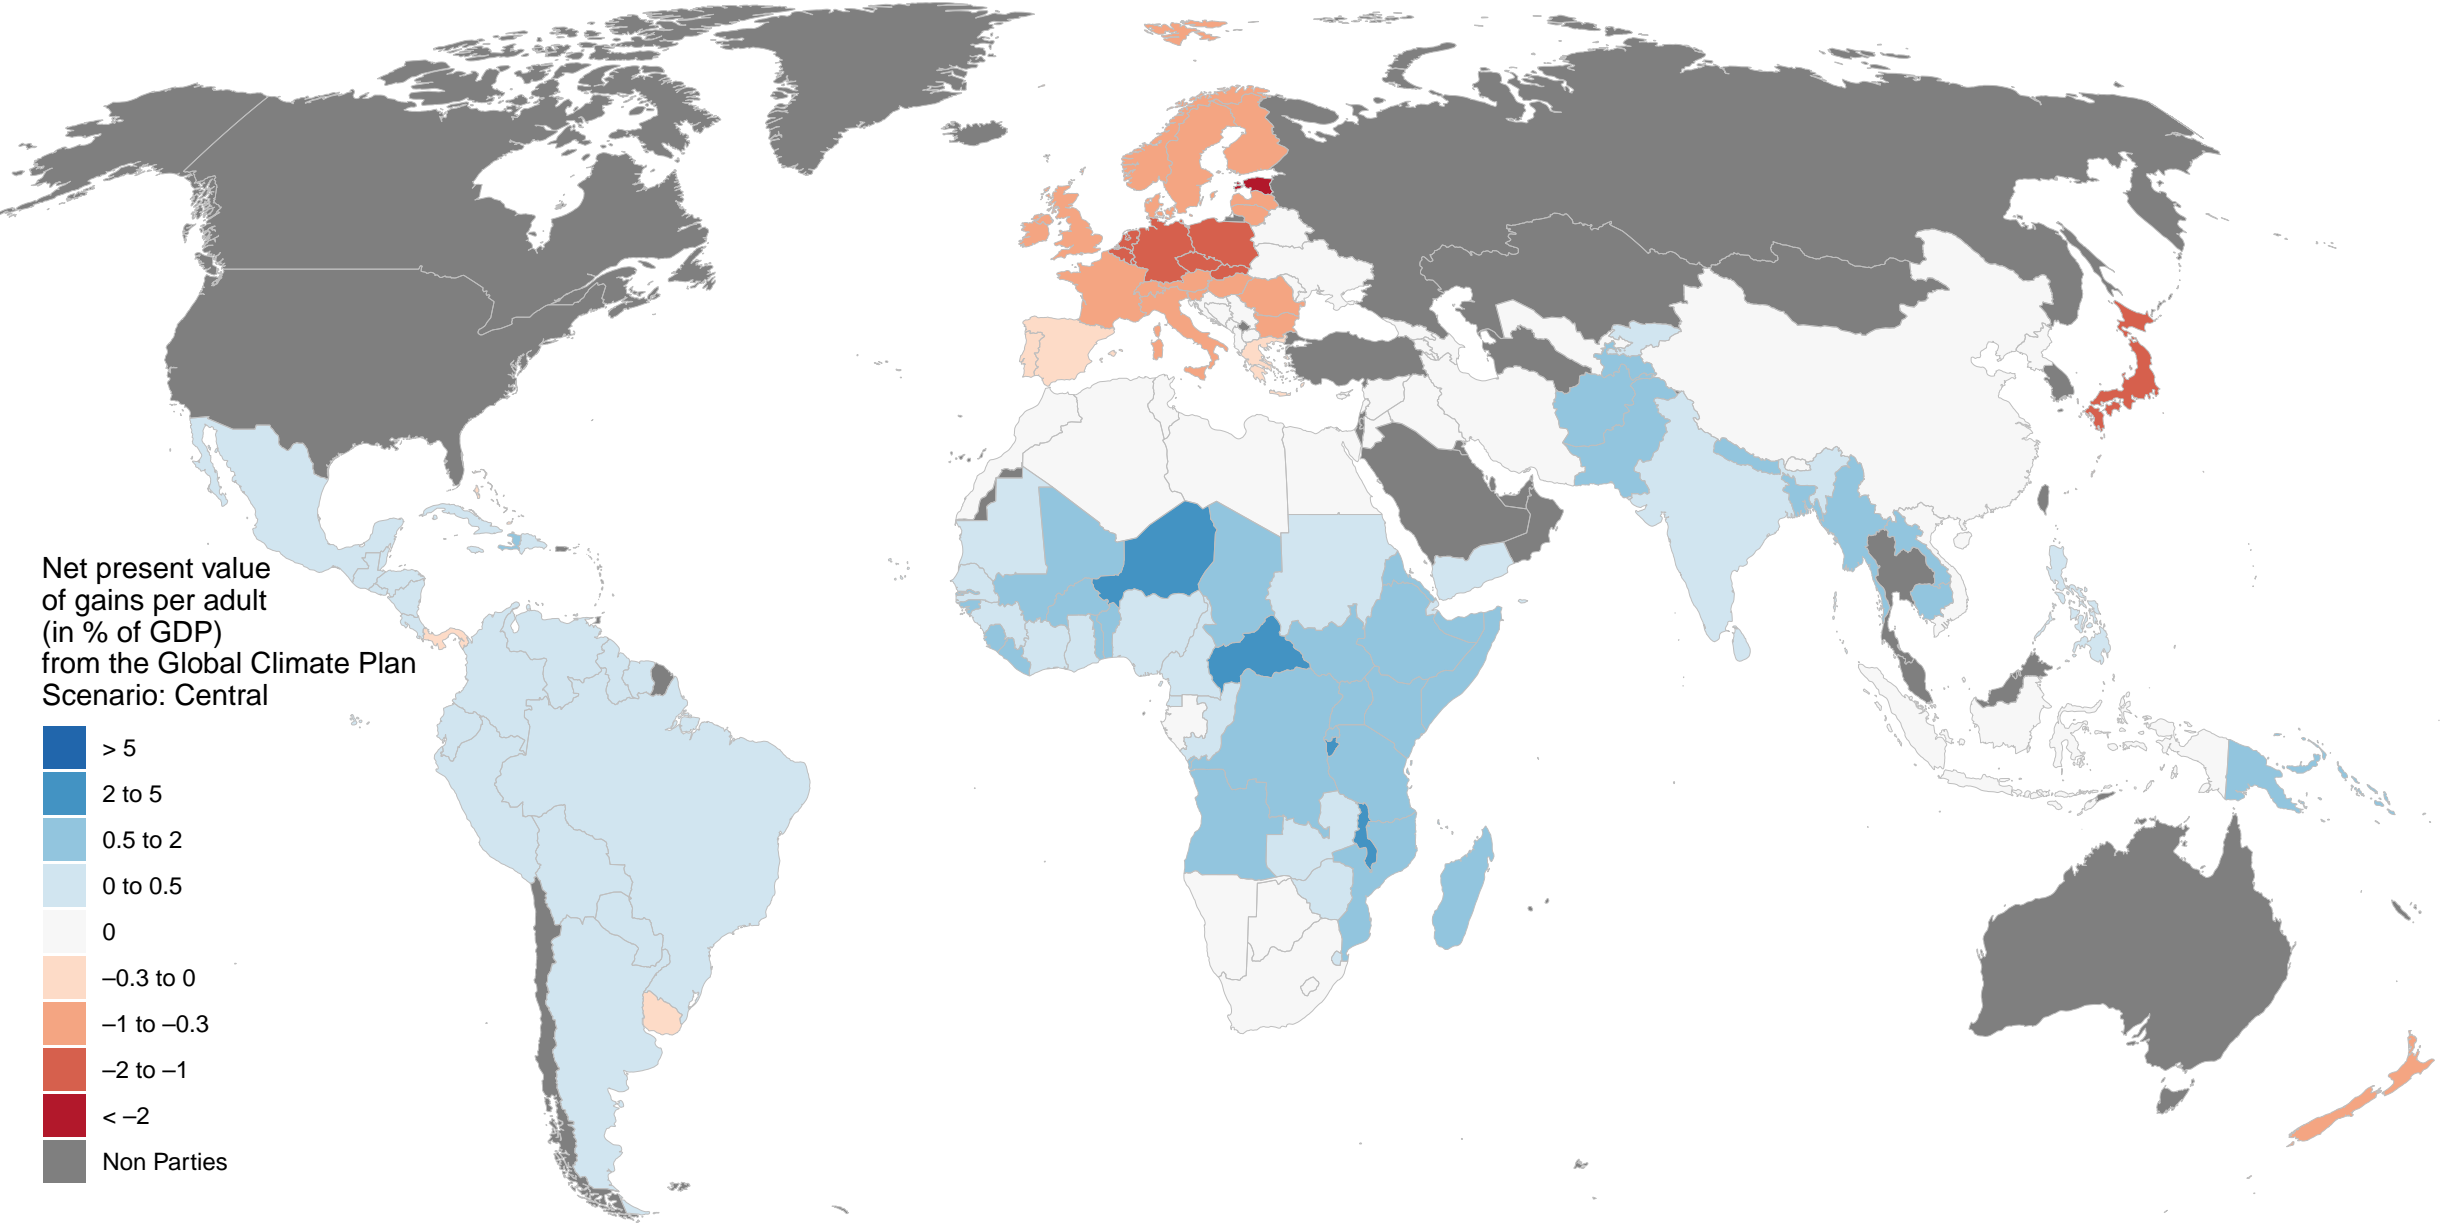 Net present value
of gains per adult
(in % of GDP)
from the Global Climate Plan
Scenario: Central
> 5
2 to 5
0.5 to 2
0 to 0.5
0
–0.3 to 0
–1 to –0.3
–2 to –1
< –2
Non Parties